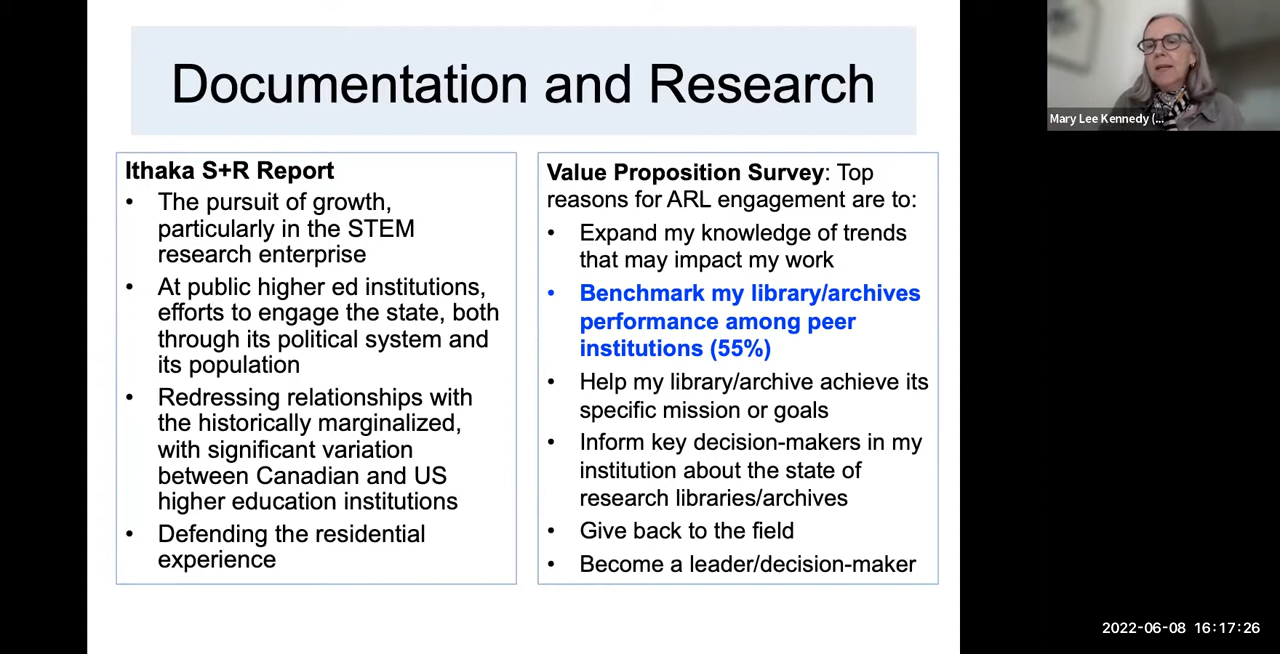 Documentation and Research
Ithaka S+R Report
• The pursuit of growth,
particularly in the STEM
research enterprise
• At public higher ed institutions,
efforts to engage the state, both
through its political system and
its population
• Redressing relationships with
the historically marginalized,
with significant variation
between Canadian and US
higher education institutions
• Defending the residential
experience
Value Proposition Survey: Top
reasons for ARL engagement are to:
• Expand my knowledge of trends
that may impact my work
• Benchmark my library/archives
performance among peer
institutions (55%)
• Help my library/archive achieve its
specific mission or goals
• Inform key decision-makers in my
institution about the state of
research libraries/archives
• Give back to the field
• Become a leader/decision-maker
Mary Lee Kennedy (...
2022-06-08 16:17:26